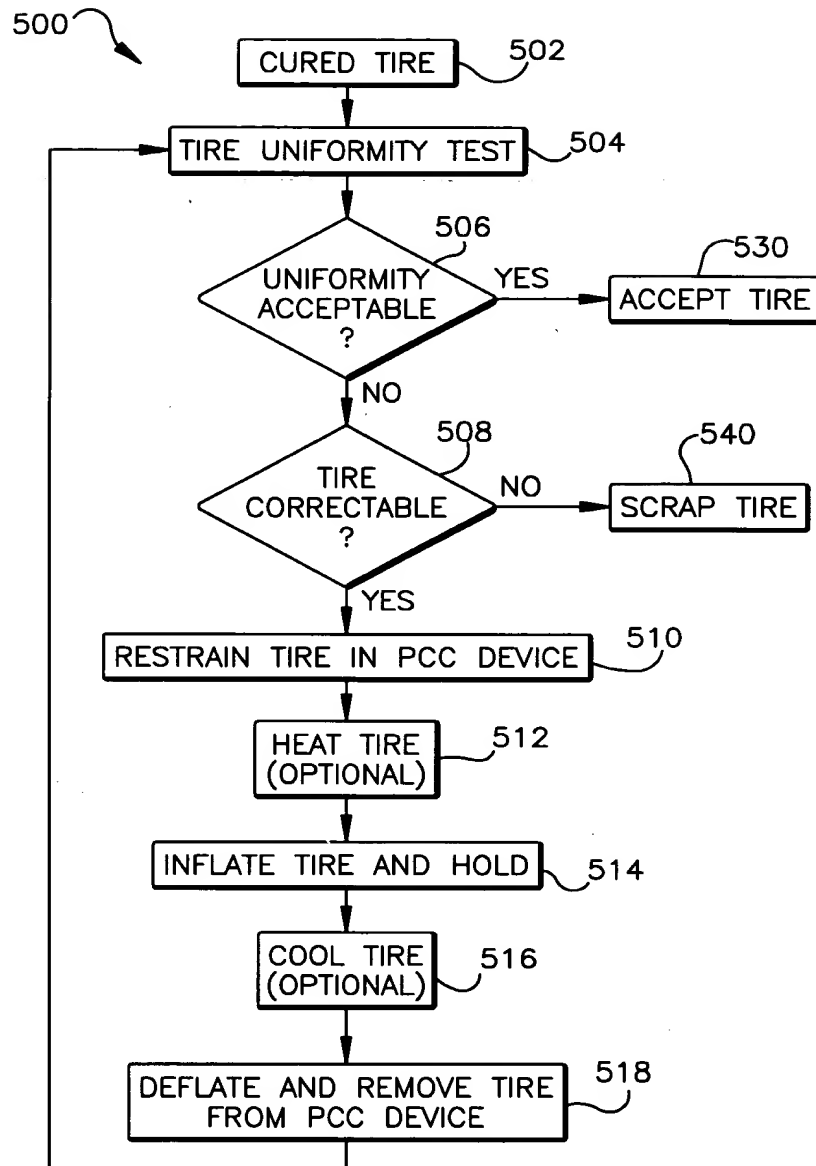 500
CURED TIRE
502
TIRE UNIFORMITY TEST
504
506
UNIFORMITY
ACCEPTABLE
?
YES
530
ACCEPT TIRE
NO
508
TIRE
CORRECTABLE
?
NO
540
SCRAP TIRE
YES
RESTRAIN TIRE IN PCC DEVICE
510
HEAT TIRE
(OPTIONAL)
512
INFLATE TIRE AND HOLD
514
COOL TIRE
(OPTIONAL)
516
DEFLATE AND REMOVE TIRE
FROM PCC DEVICE
518